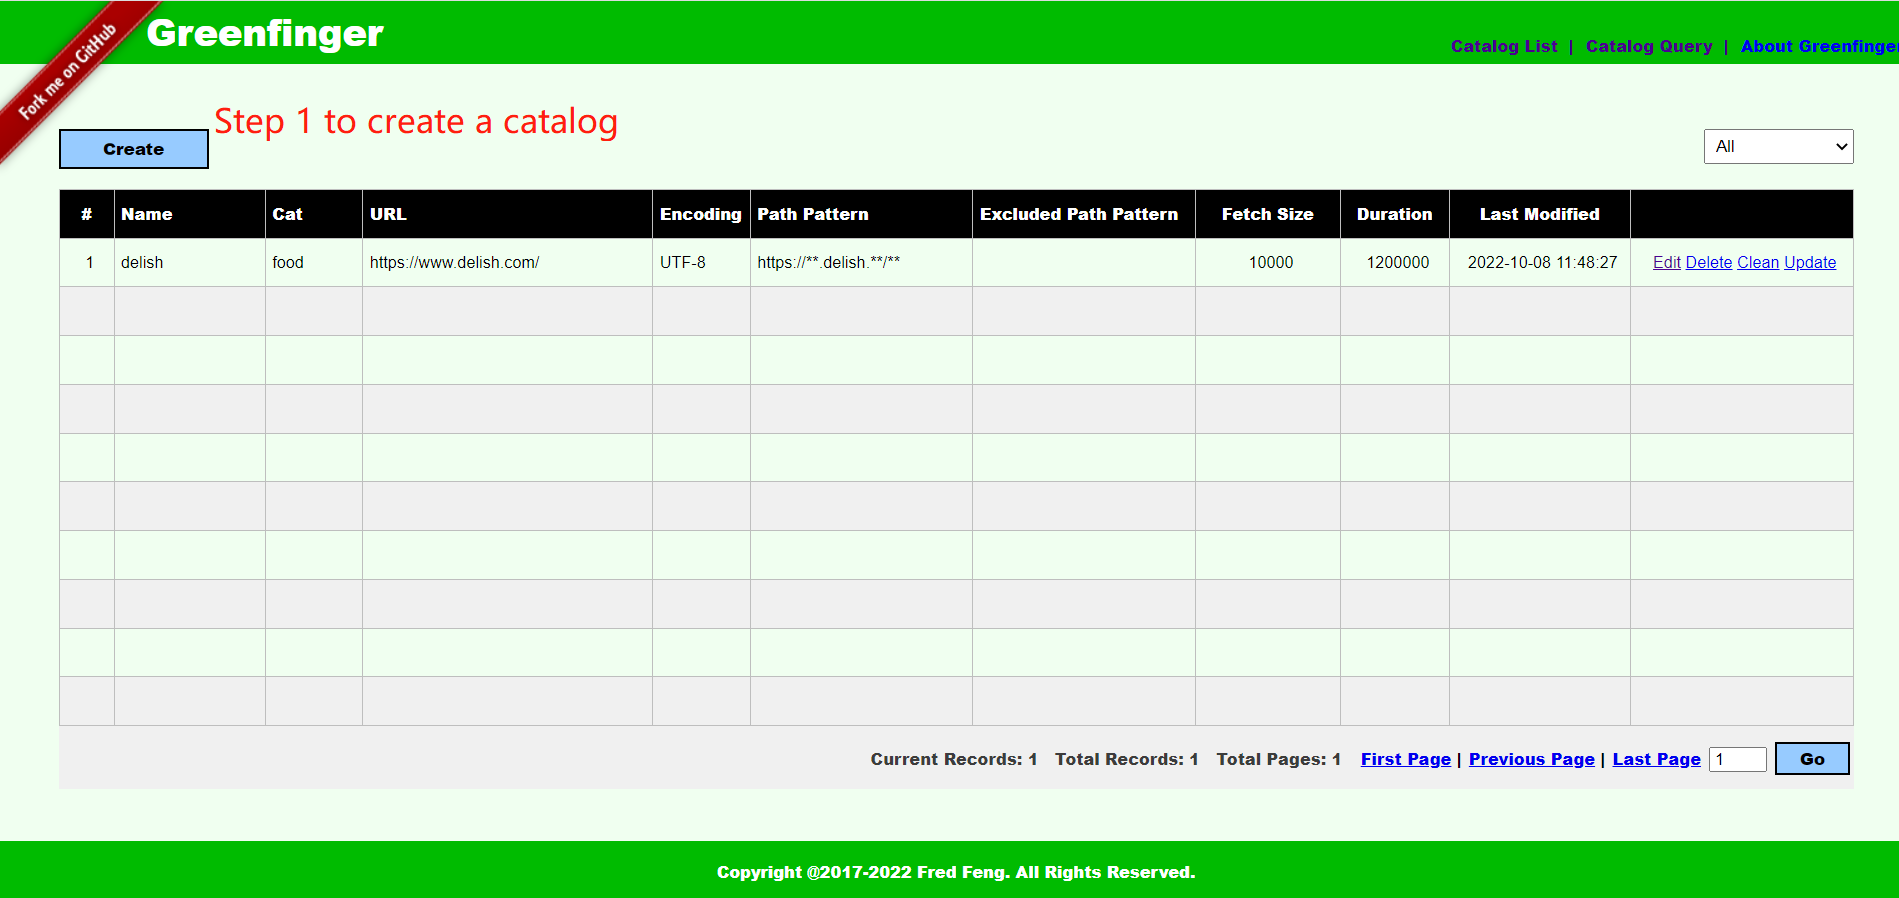 Fork me on GitHub
Greenfinger
Catalog List | Catalog Query | About Greenfinger
Step 1 to create a catalog
Create
All
# Name Cat URL Encoding Path Pattern Excluded Path Pattern Fetch Size Duration Last Modified
1 delish food https://www.delish.com/ UTF-8 https://**.delish.**/** 10000 1200000 2022-10-08 11:48:27 Edit Delete Clean Update
Current Records: 1 Total Records: 1 Total Pages: 1 First Page | Previous Page | Last Page 1 Go
Copyright @2017-2022 Fred Feng. All Rights Reserved.